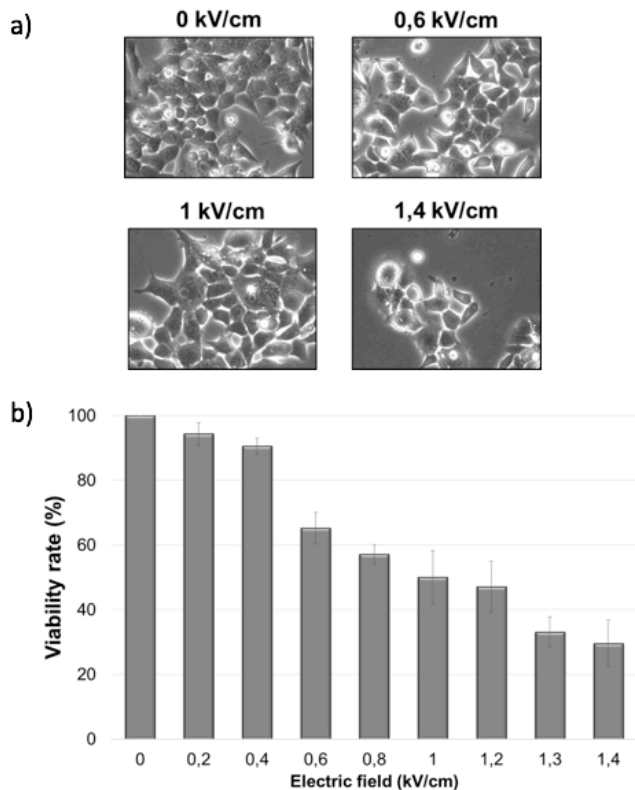 a)
0 kV/cm 0,6 kV/cm
1 kV/cm 1,4 kV/cm
b)
100
80
60
40
20
0
Viability rate (%)
0 0,2 0,4 0,6 0,8 1 1,2 1,3 1,4
Electric field (kV/cm)